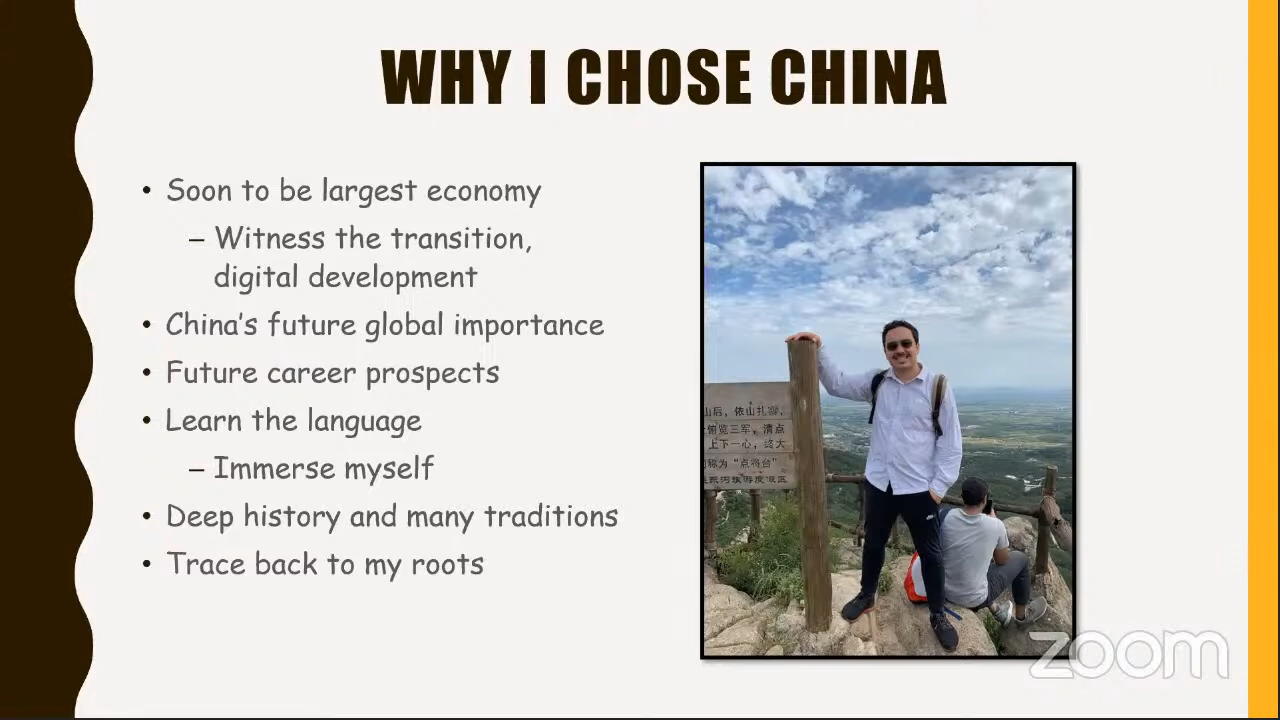 WHY I CHOSE CHINA
• Soon to be largest economy
– Witness the transition,
digital development
• China's future global importance
• Future career prospects
• Learn the language
– Immerse myself
• Deep history and many traditions
• Trace back to my roots
山后，依山扎寨，
俯览三军，清点
上下一心，终大
称为“点将台”
zoom